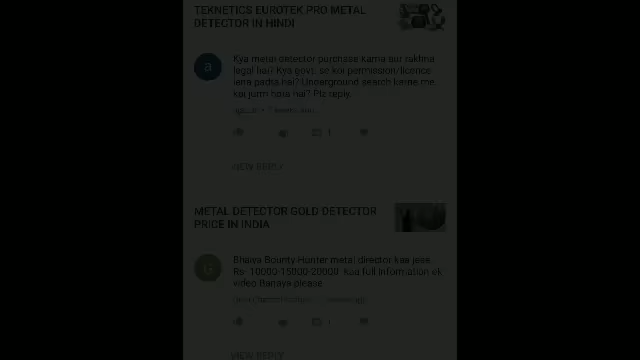 TEKNETICS EUROTEK PRO METAL
DETECTOR IN HINDI
a
Kya metal detector purchase karna aur rakhna
legal hai? Kya govt. se koi permission/licence
lena padta hai? Underground search karne me
koi jurm hota hai? Plz reply.
1
VIEW REPLY
METAL DETECTOR GOLD DETECTOR
PRICE IN INDIA
G
Bhaiya Bounty Hunter metal director kaa jese
Rs- 10000-15000-20000 Kaa full information ek
video Banaya please
1
VIEW REPLY